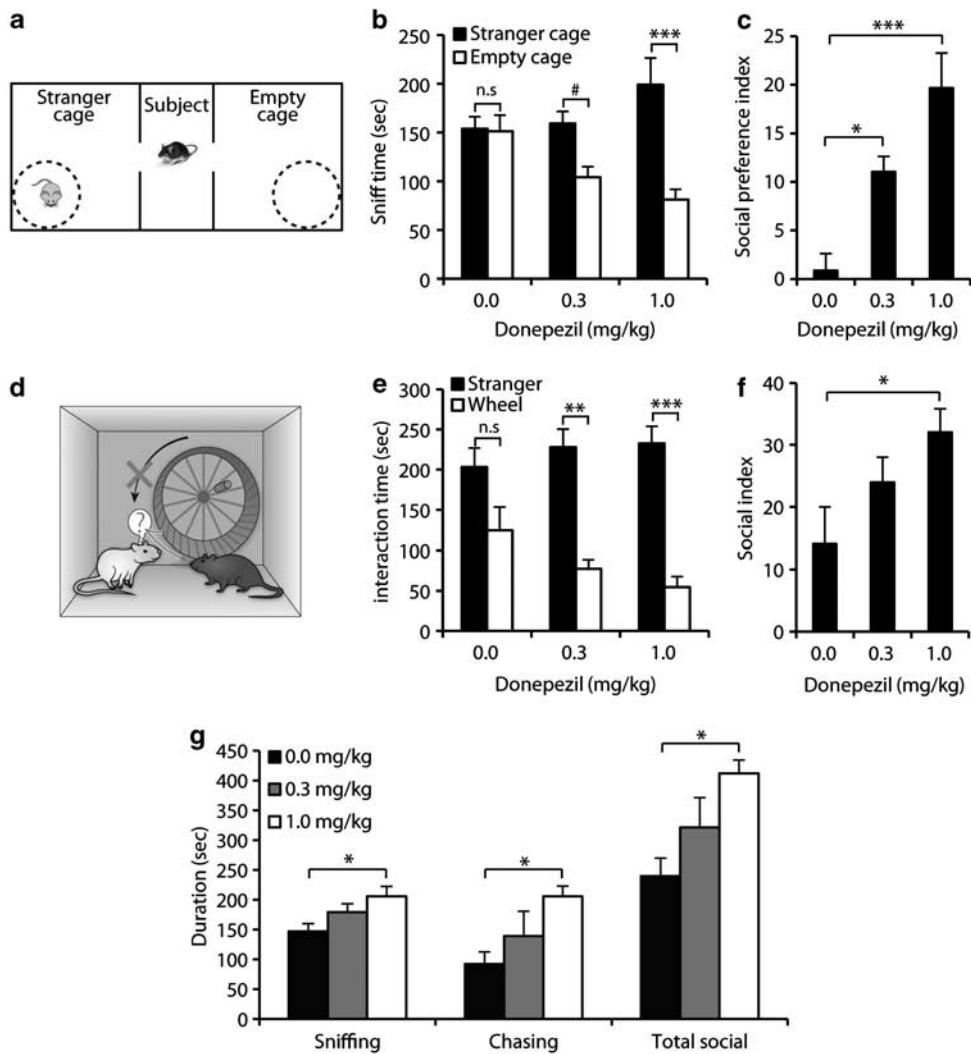 a
Stranger cage
Subject
Empty cage
b
Stranger cage
Empty cage
Sniff time (sec)
250
200
150
100
50
0
n.s
#
***
0.0 0.3 1.0
Donepezil (mg/kg)
c
Social preference index
25
20
15
10
5
0
***
*
0.0 0.3 1.0
Donepezil (mg/kg)
d
?
e
Stranger
Wheel
interaction time (sec)
300
250
200
150
100
50
0
n.s
**
***
0.0 0.3 1.0
Donepezil (mg/kg)
f
Social index
40
30
20
10
0
*
0.0 0.3 1.0
Donepezil (mg/kg)
g
0.0 mg/kg
0.3 mg/kg
1.0 mg/kg
Duration (sec)
450
400
350
300
250
200
150
100
50
0
*
*
*
Sniffing Chasing Total social